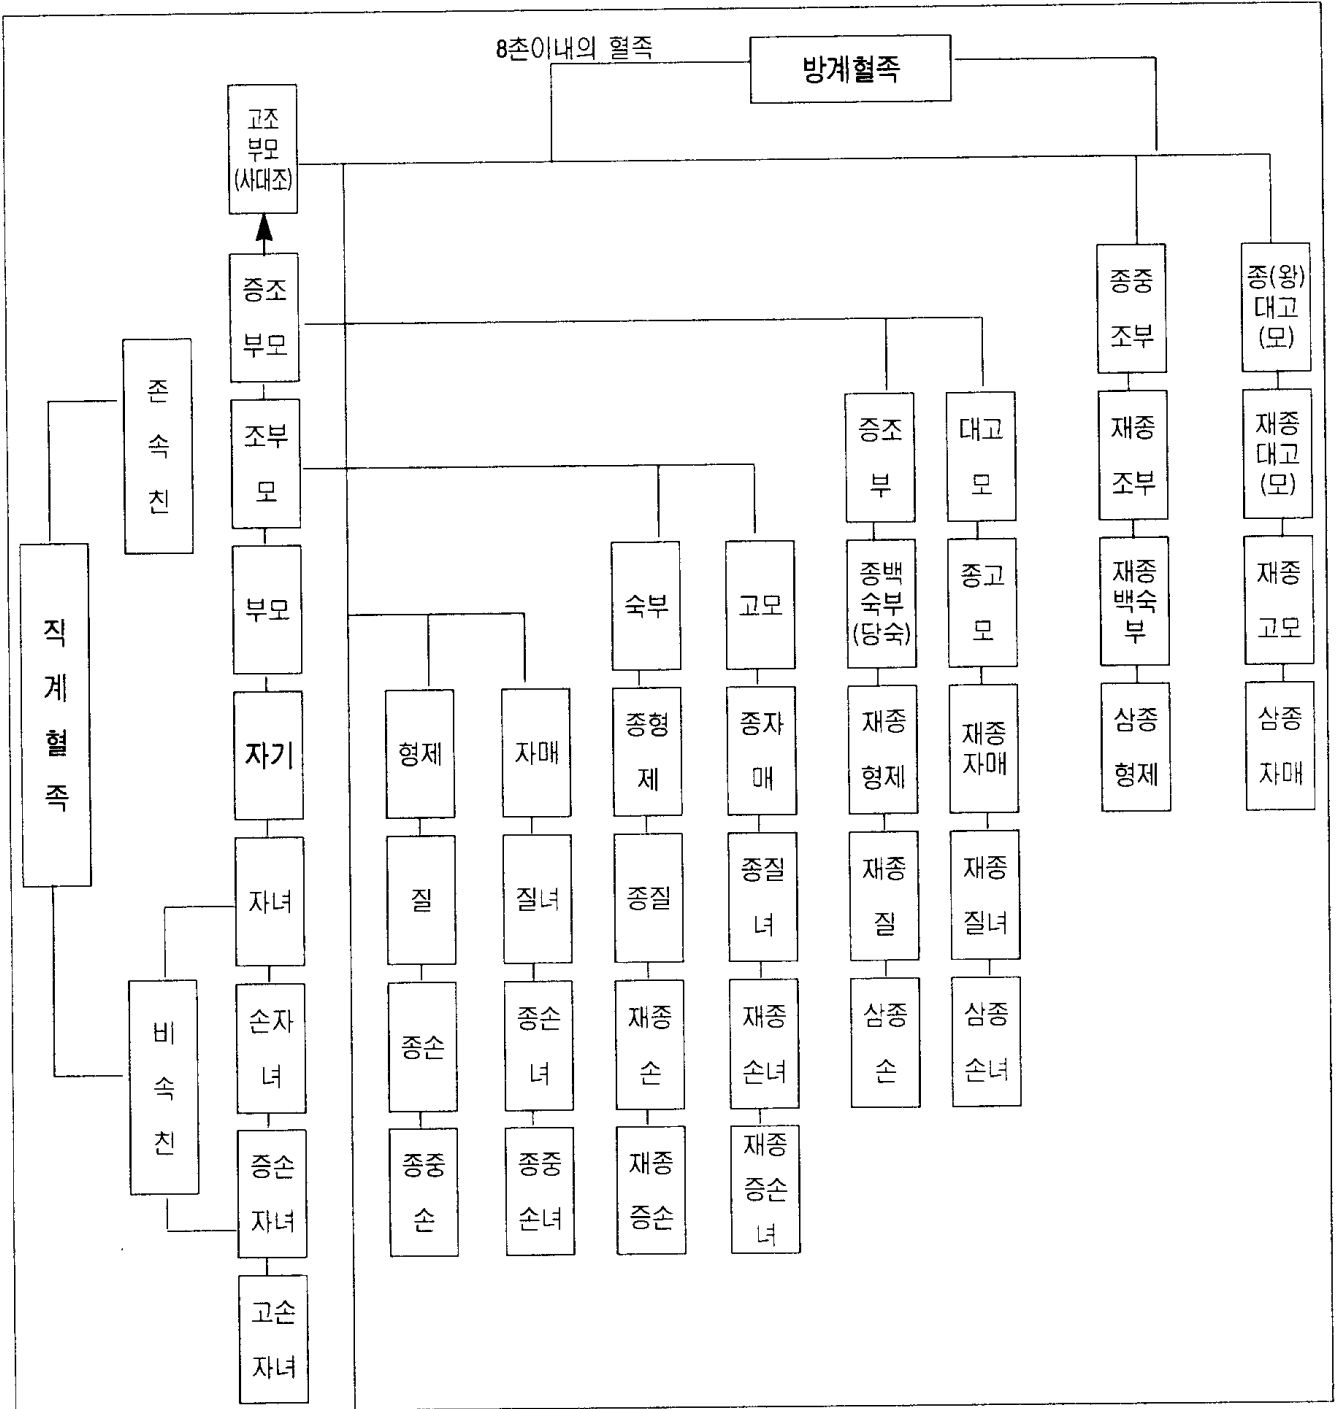 8촌이내의 혈족
방계혈족
고조
부모
(사대조)
증조
부모
조부
모
부모
자기
자녀
손자
녀
증손
자녀
고손
자녀
존
속
친
직
계
혈
족
비
속
친
형제
질
종손
종중
손
자매
질녀
종손
녀
종중
손녀
숙부
종형
제
종질
재종
손
재종
증손
고모
종자
매
종질
녀
재종
손녀
재종
증손
녀
증조
부
종백
숙부
(당숙)
재종
형제
재종
질
삼종
손
대고
모
종고
모
재종
자매
재종
질녀
삼종
손녀
종중
조부
재종
조부
재종
백숙
부
삼종
형제
종(왕)
대고
(모)
재종
대고
(모)
재종
고모
삼종
자매